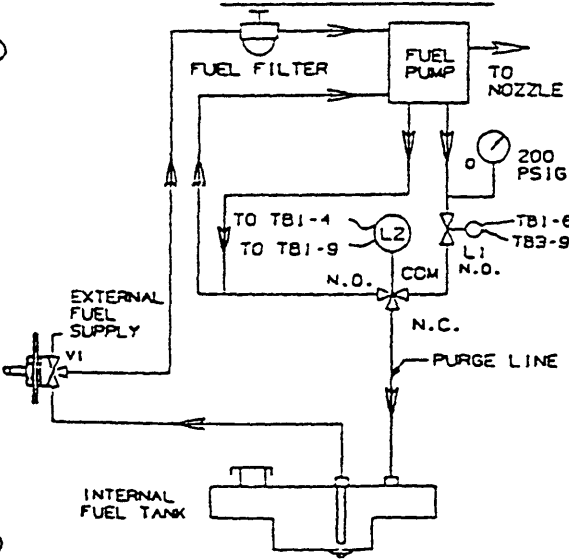 FUEL FILTER
FUEL
PUMP
TO
NOZZLE
200
PSIG
TO TB1-4
TO TB1-9
L2
TB1-6
TB3-9
L1
N.O.
N.O.
COM
N.C.
EXTERNAL
FUEL
SUPPLY
V1
PURGE LINE
INTERNAL
FUEL TANK